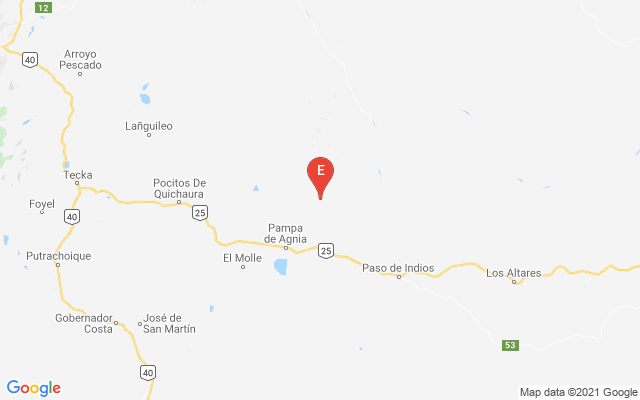 12
Arroyo
Pescado
40
Lañguileo
E
Tecka
Pocitos De
Quichaura
Foyel
40
25
Pampa
de Agnia
25
Putrachoique
El Molle
Paso de Indios
Los Altares
Gobernador
Costa
José de
San Martín
53
40
Google
Map data ©2021 Google